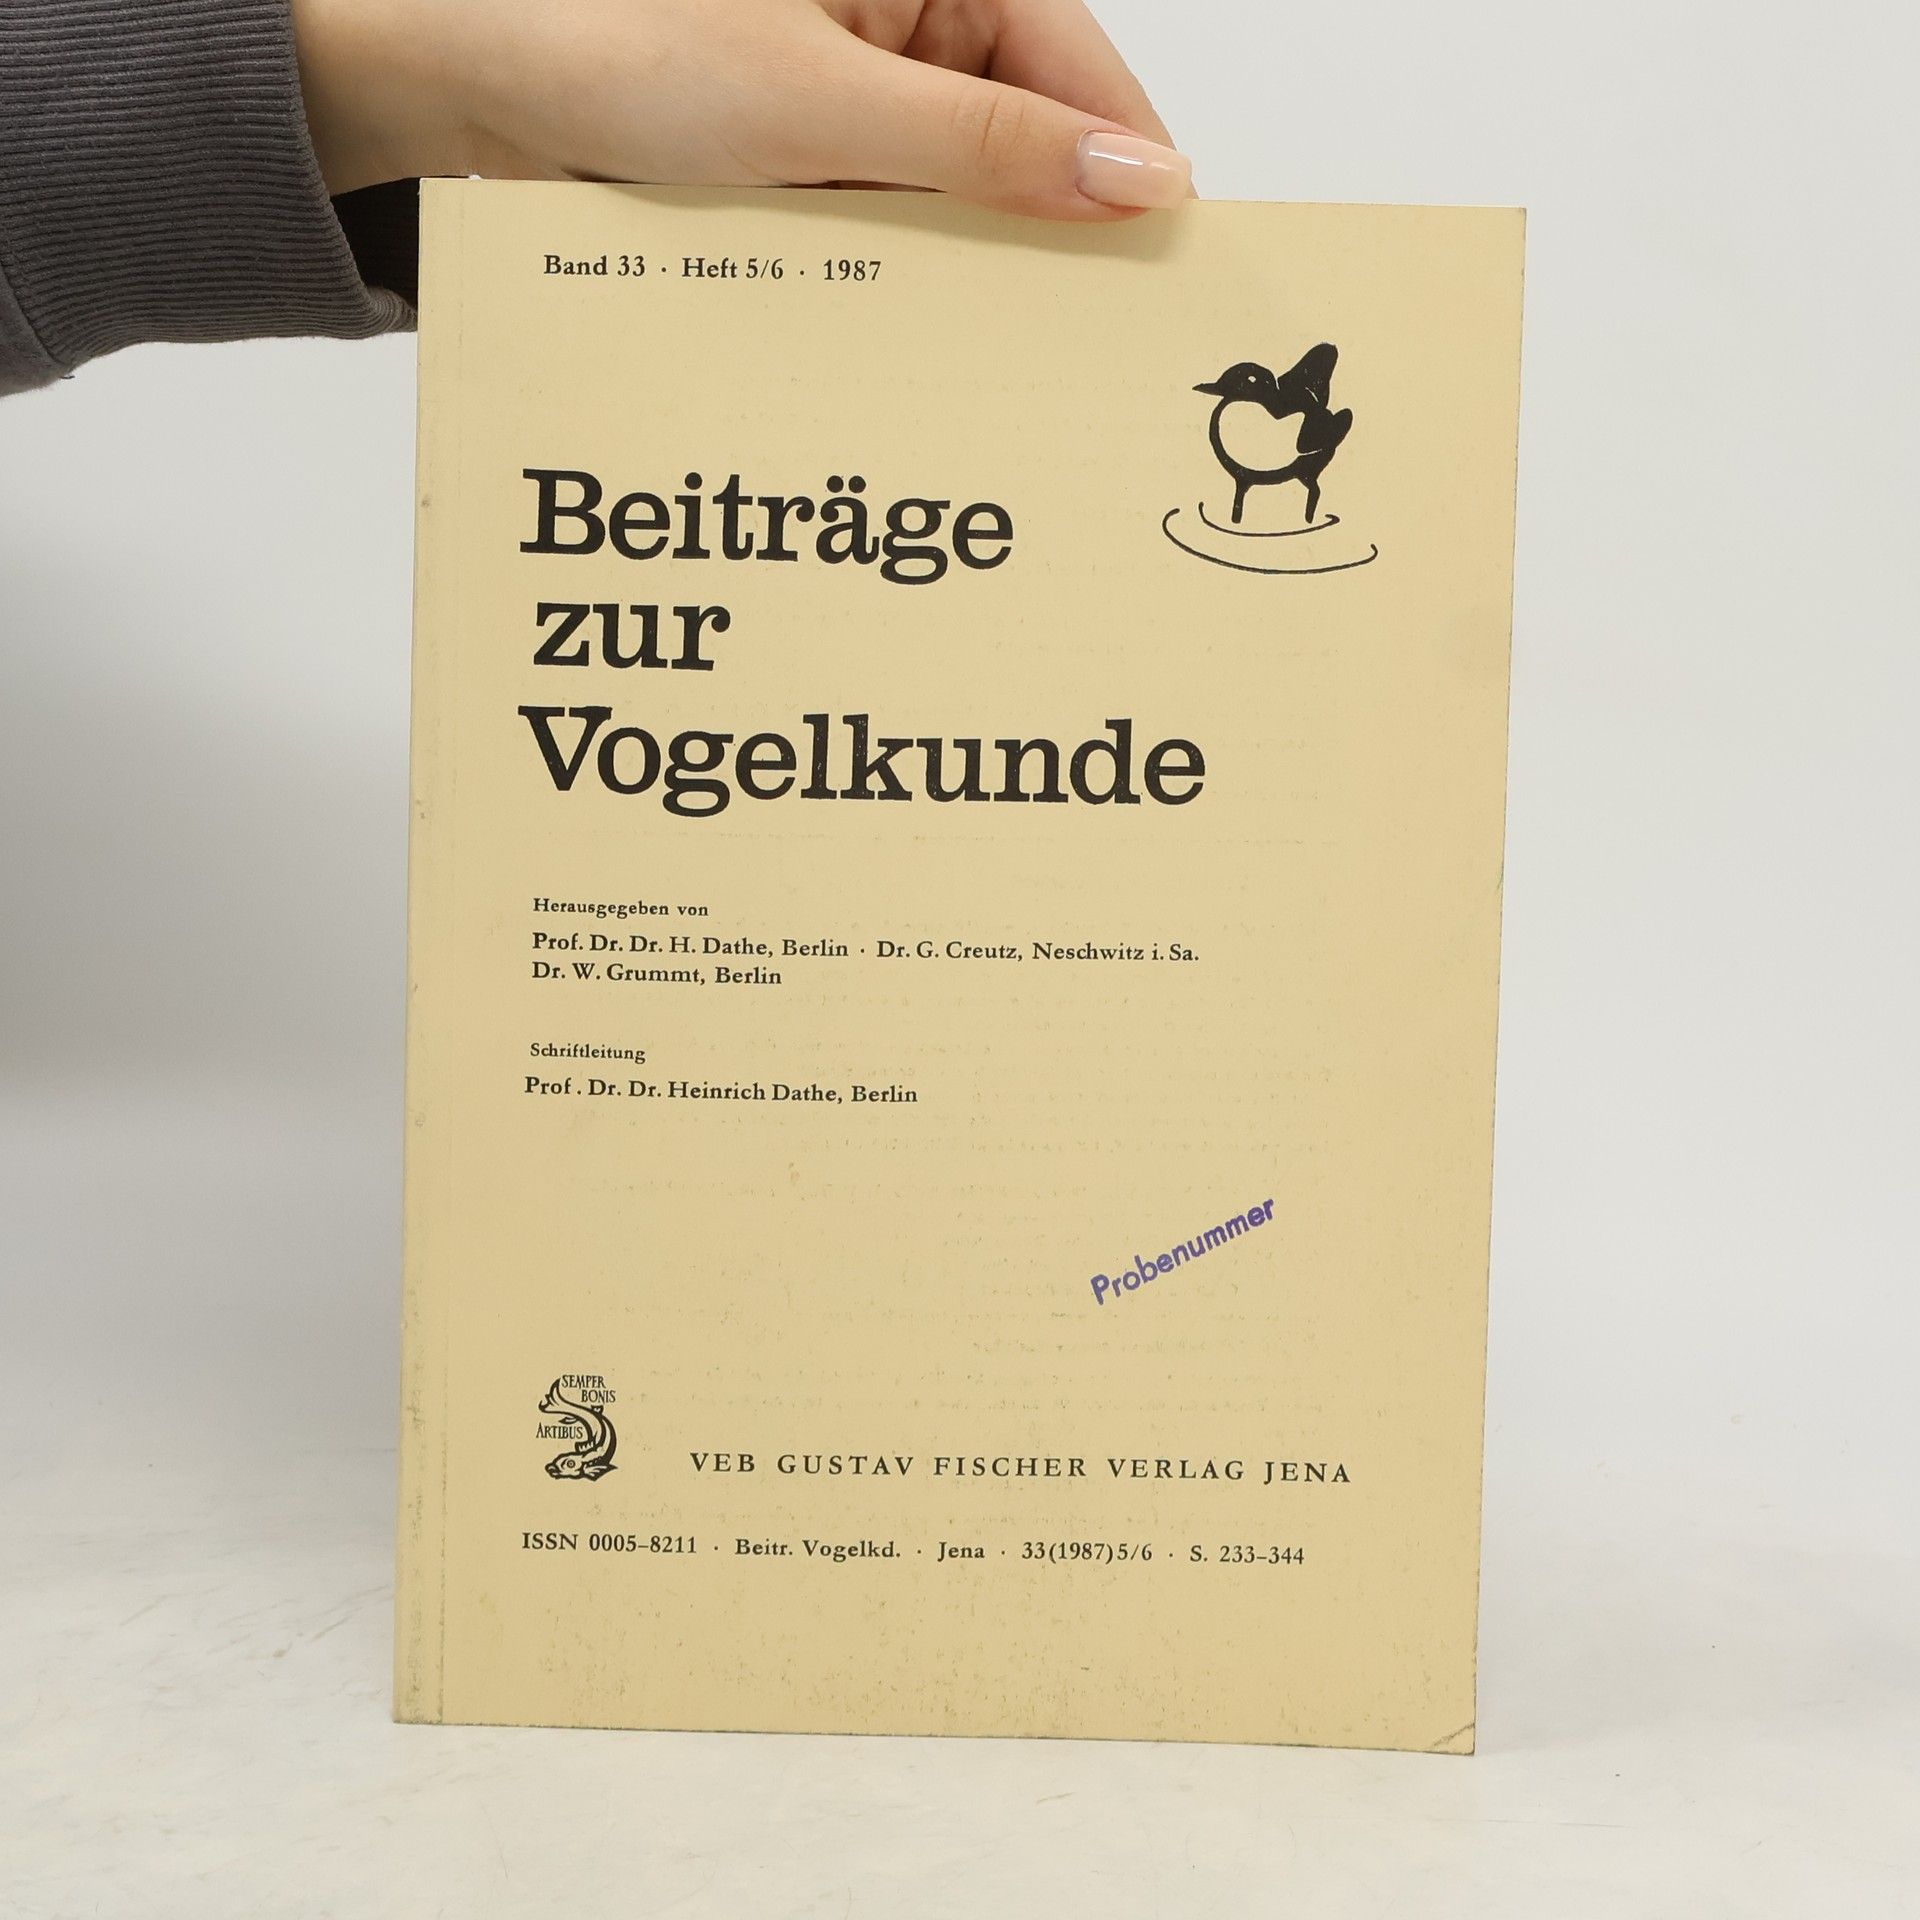 Band 33 · Heft 5/6 · 1987
Beiträge
zur
Vogelkunde
Herausgegeben von
Prof. Dr. Dr. H. Dathe, Berlin · Dr. G. Creutz, Neschwitz i. Sa.
Dr. W. Grummt, Berlin
Schriftleitung
Prof. Dr. Dr. Heinrich Dathe, Berlin
Probenummer
SEMPER
BONIS
ARTIBUS
VEB GUSTAV FISCHER VERLAG JENA
ISSN 0005-8211 · Beitr. Vogelkd. · Jena · 33(1987)5/6 · S. 233-344